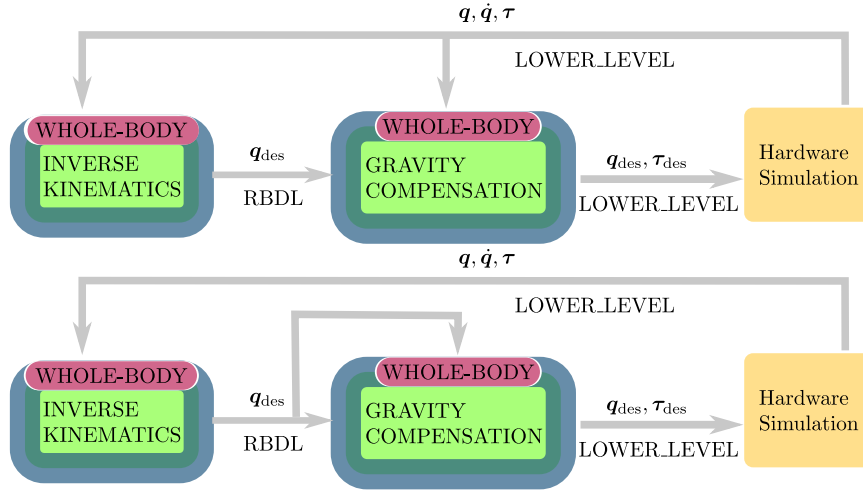 q, q̇, τ
LOWER_LEVEL
WHOLE-BODY
INVERSE
KINEMATICS
q_des
RBDL
WHOLE-BODY
GRAVITY
COMPENSATION
q_des, τ_des
LOWER_LEVEL
Hardware
Simulation
q, q̇, τ
LOWER_LEVEL
WHOLE-BODY
INVERSE
KINEMATICS
q_des
RBDL
WHOLE-BODY
GRAVITY
COMPENSATION
q_des, τ_des
LOWER_LEVEL
Hardware
Simulation